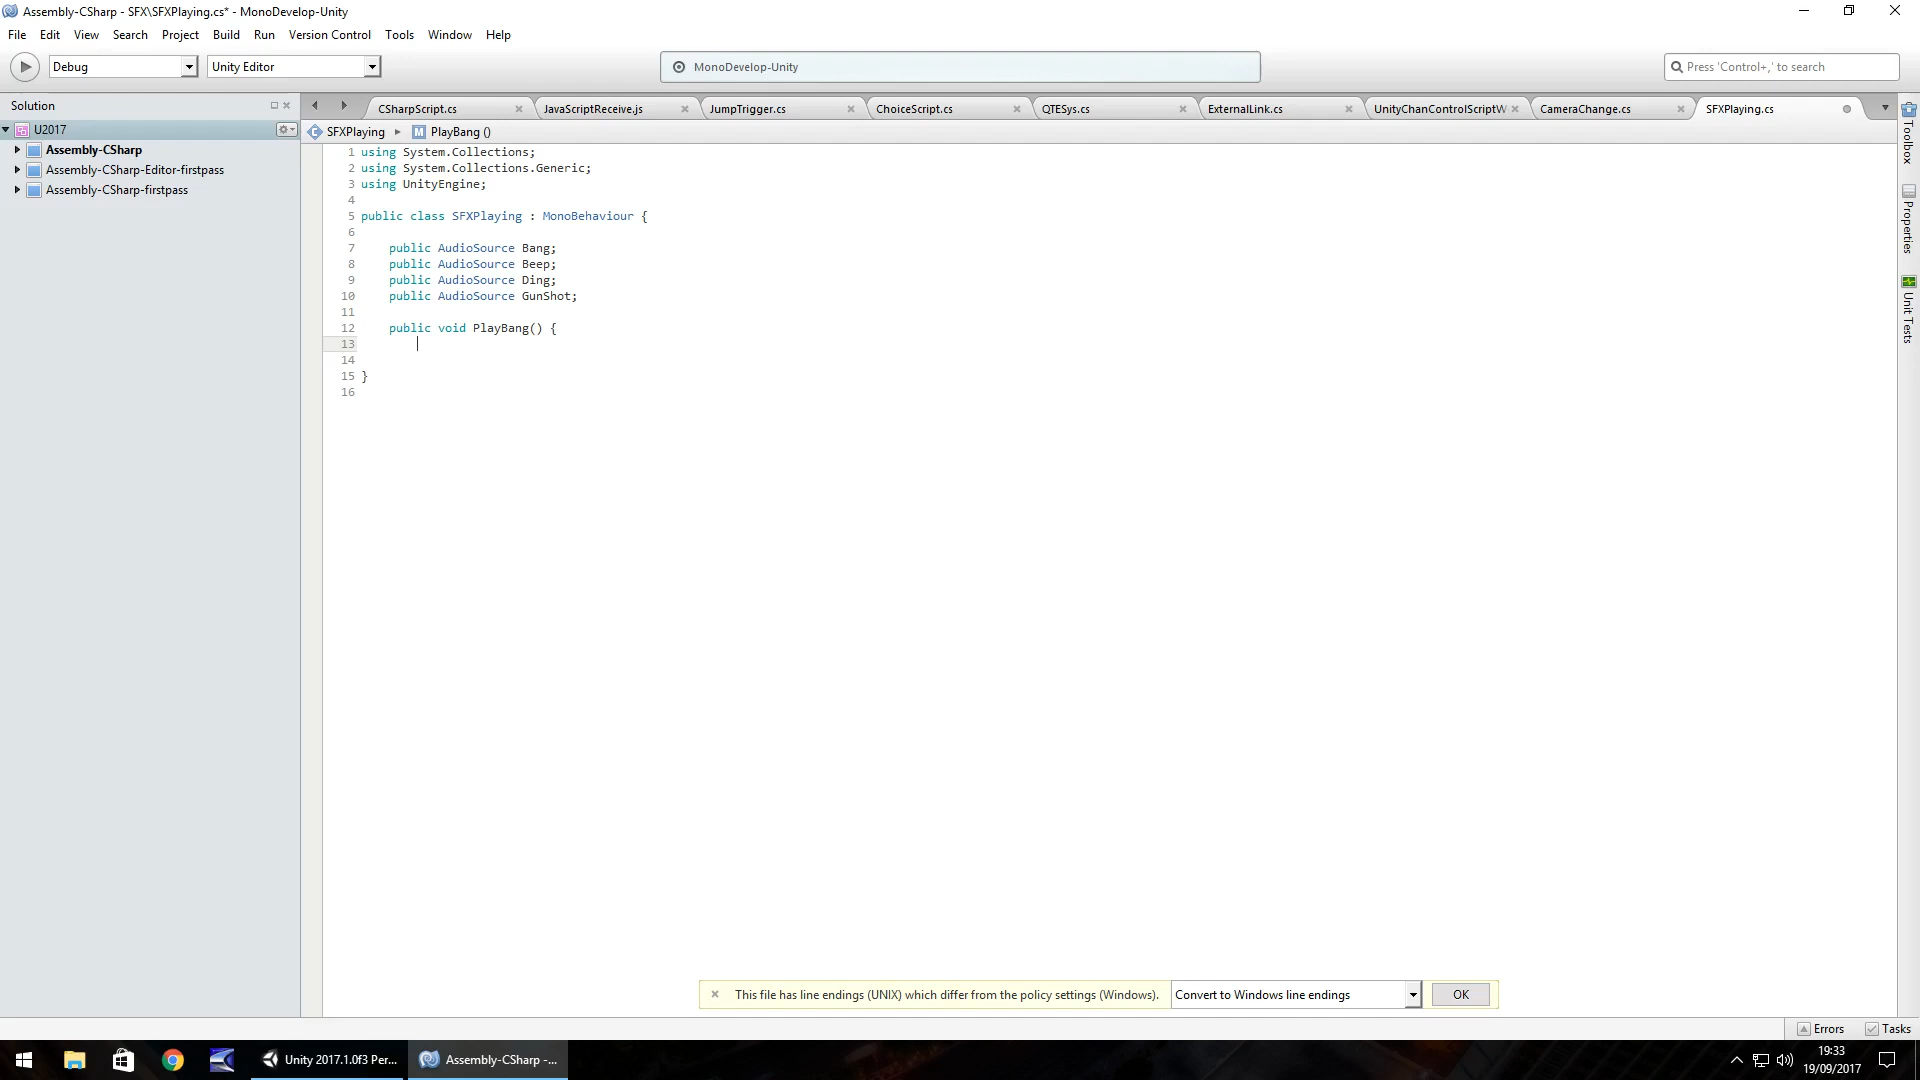 Assembly-CSharp - SFX\SFXPlaying.cs* - MonoDevelop-Unity
File Edit View Search Project Build Run Version Control Tools Window Help
Debug Unity Editor MonoDevelop-Unity Press 'Control+,' to search
Solution
CSharpScript.cs JavaScriptReceive.js JumpTrigger.cs ChoiceScript.cs QTESys.cs ExternalLink.cs UnityChanControlScriptW CameraChange.cs SFXPlaying.cs
U2017
Assembly-CSharp
Assembly-CSharp-Editor-firstpass
Assembly-CSharp-firstpass
SFXPlaying PlayBang ()
1 using System.Collections;
2 using System.Collections.Generic;
3 using UnityEngine;
4
5 public class SFXPlaying : MonoBehaviour {
6
7 public AudioSource Bang;
8 public AudioSource Beep;
9 public AudioSource Ding;
10 public AudioSource GunShot;
11
12 public void PlayBang() {
13
14
15 }
16
Toolbox
Properties
Unit Tests
This file has line endings (UNIX) which differ from the policy settings (Windows). Convert to Windows line endings OK
Errors Tasks
Unity 2017.1.0f3 Per... Assembly-CSharp -...
19:33
19/09/2017